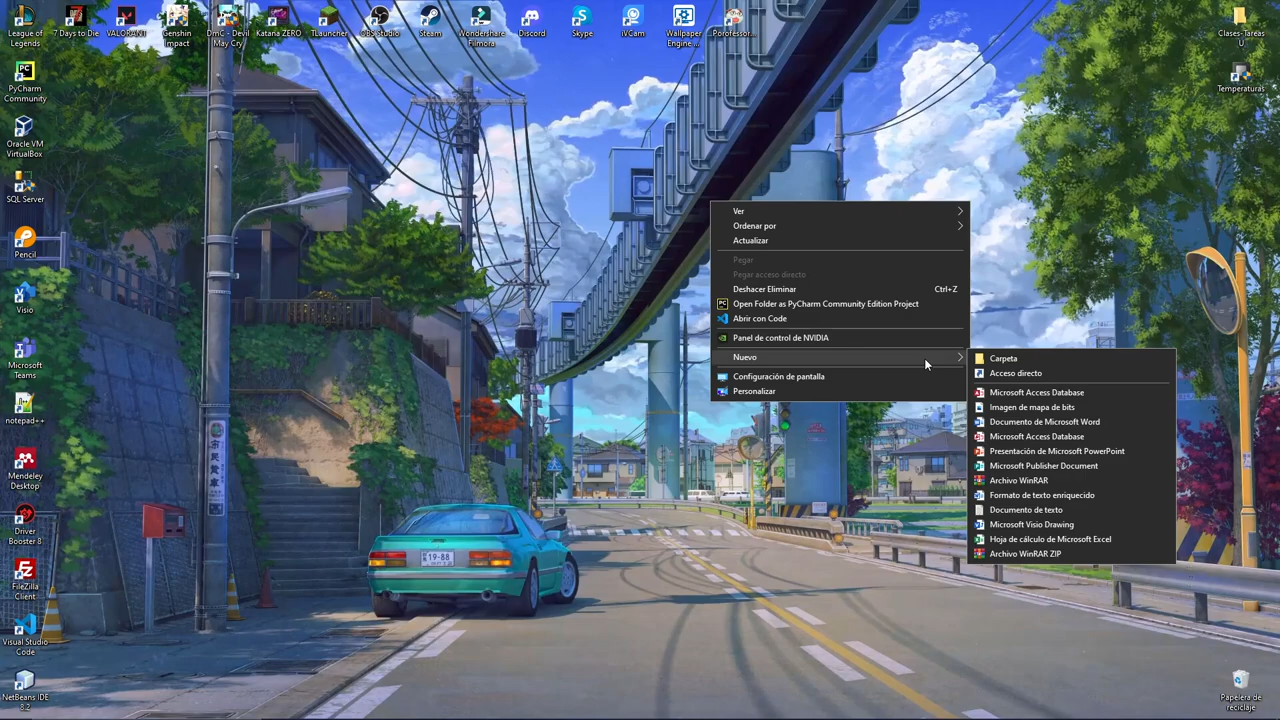 League of
Legends
7 Days to Die
VALORANT
Genshin
Impact
DmC - Devil
May Cry
Katana ZERO
TLauncher
OBS Studio
Steam
Wondershare
Filmora
Discord
Skype
iVCam
Wallpaper
Engine ...
Porofessor...
Clases-Tareas
U.
PyCharm
Community
Temperaturas
Oracle VM
VirtualBox
SQL Server
Pencil
Visio
Microsoft
Teams
notepad++
Mendeley
Desktop
Driver
Booster 8
FileZilla
Client
Visual Studio
Code
NetBeans IDE
8.2
Papelera de
reciclaje
Ver
Ordenar por
Actualizar
Pegar
Pegar acceso directo
Deshacer Eliminar Ctrl+Z
Open Folder as PyCharm Community Edition Project
Abrir con Code
Panel de control de NVIDIA
Nuevo
Configuración de pantalla
Personalizar
Carpeta
Acceso directo
Microsoft Access Database
Imagen de mapa de bits
Documento de Microsoft Word
Microsoft Access Database
Presentación de Microsoft PowerPoint
Microsoft Publisher Document
Archivo WinRAR
Formato de texto enriquecido
Documento de texto
Microsoft Visio Drawing
Hoja de cálculo de Microsoft Excel
Archivo WinRAR ZIP
19-88